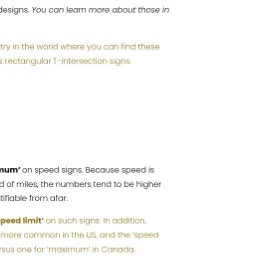 designs. You can learn more about those in
try in the world where you can find these
rectangular T-Intersection signs.
mum’ on speed signs. Because speed is
d of miles, the numbers tend to be higher
tifiable from afar.
peed limit’ on such signs. In addition,
more common in the US, and the ‘speed
rsus one for ‘maximum’ in Canada.